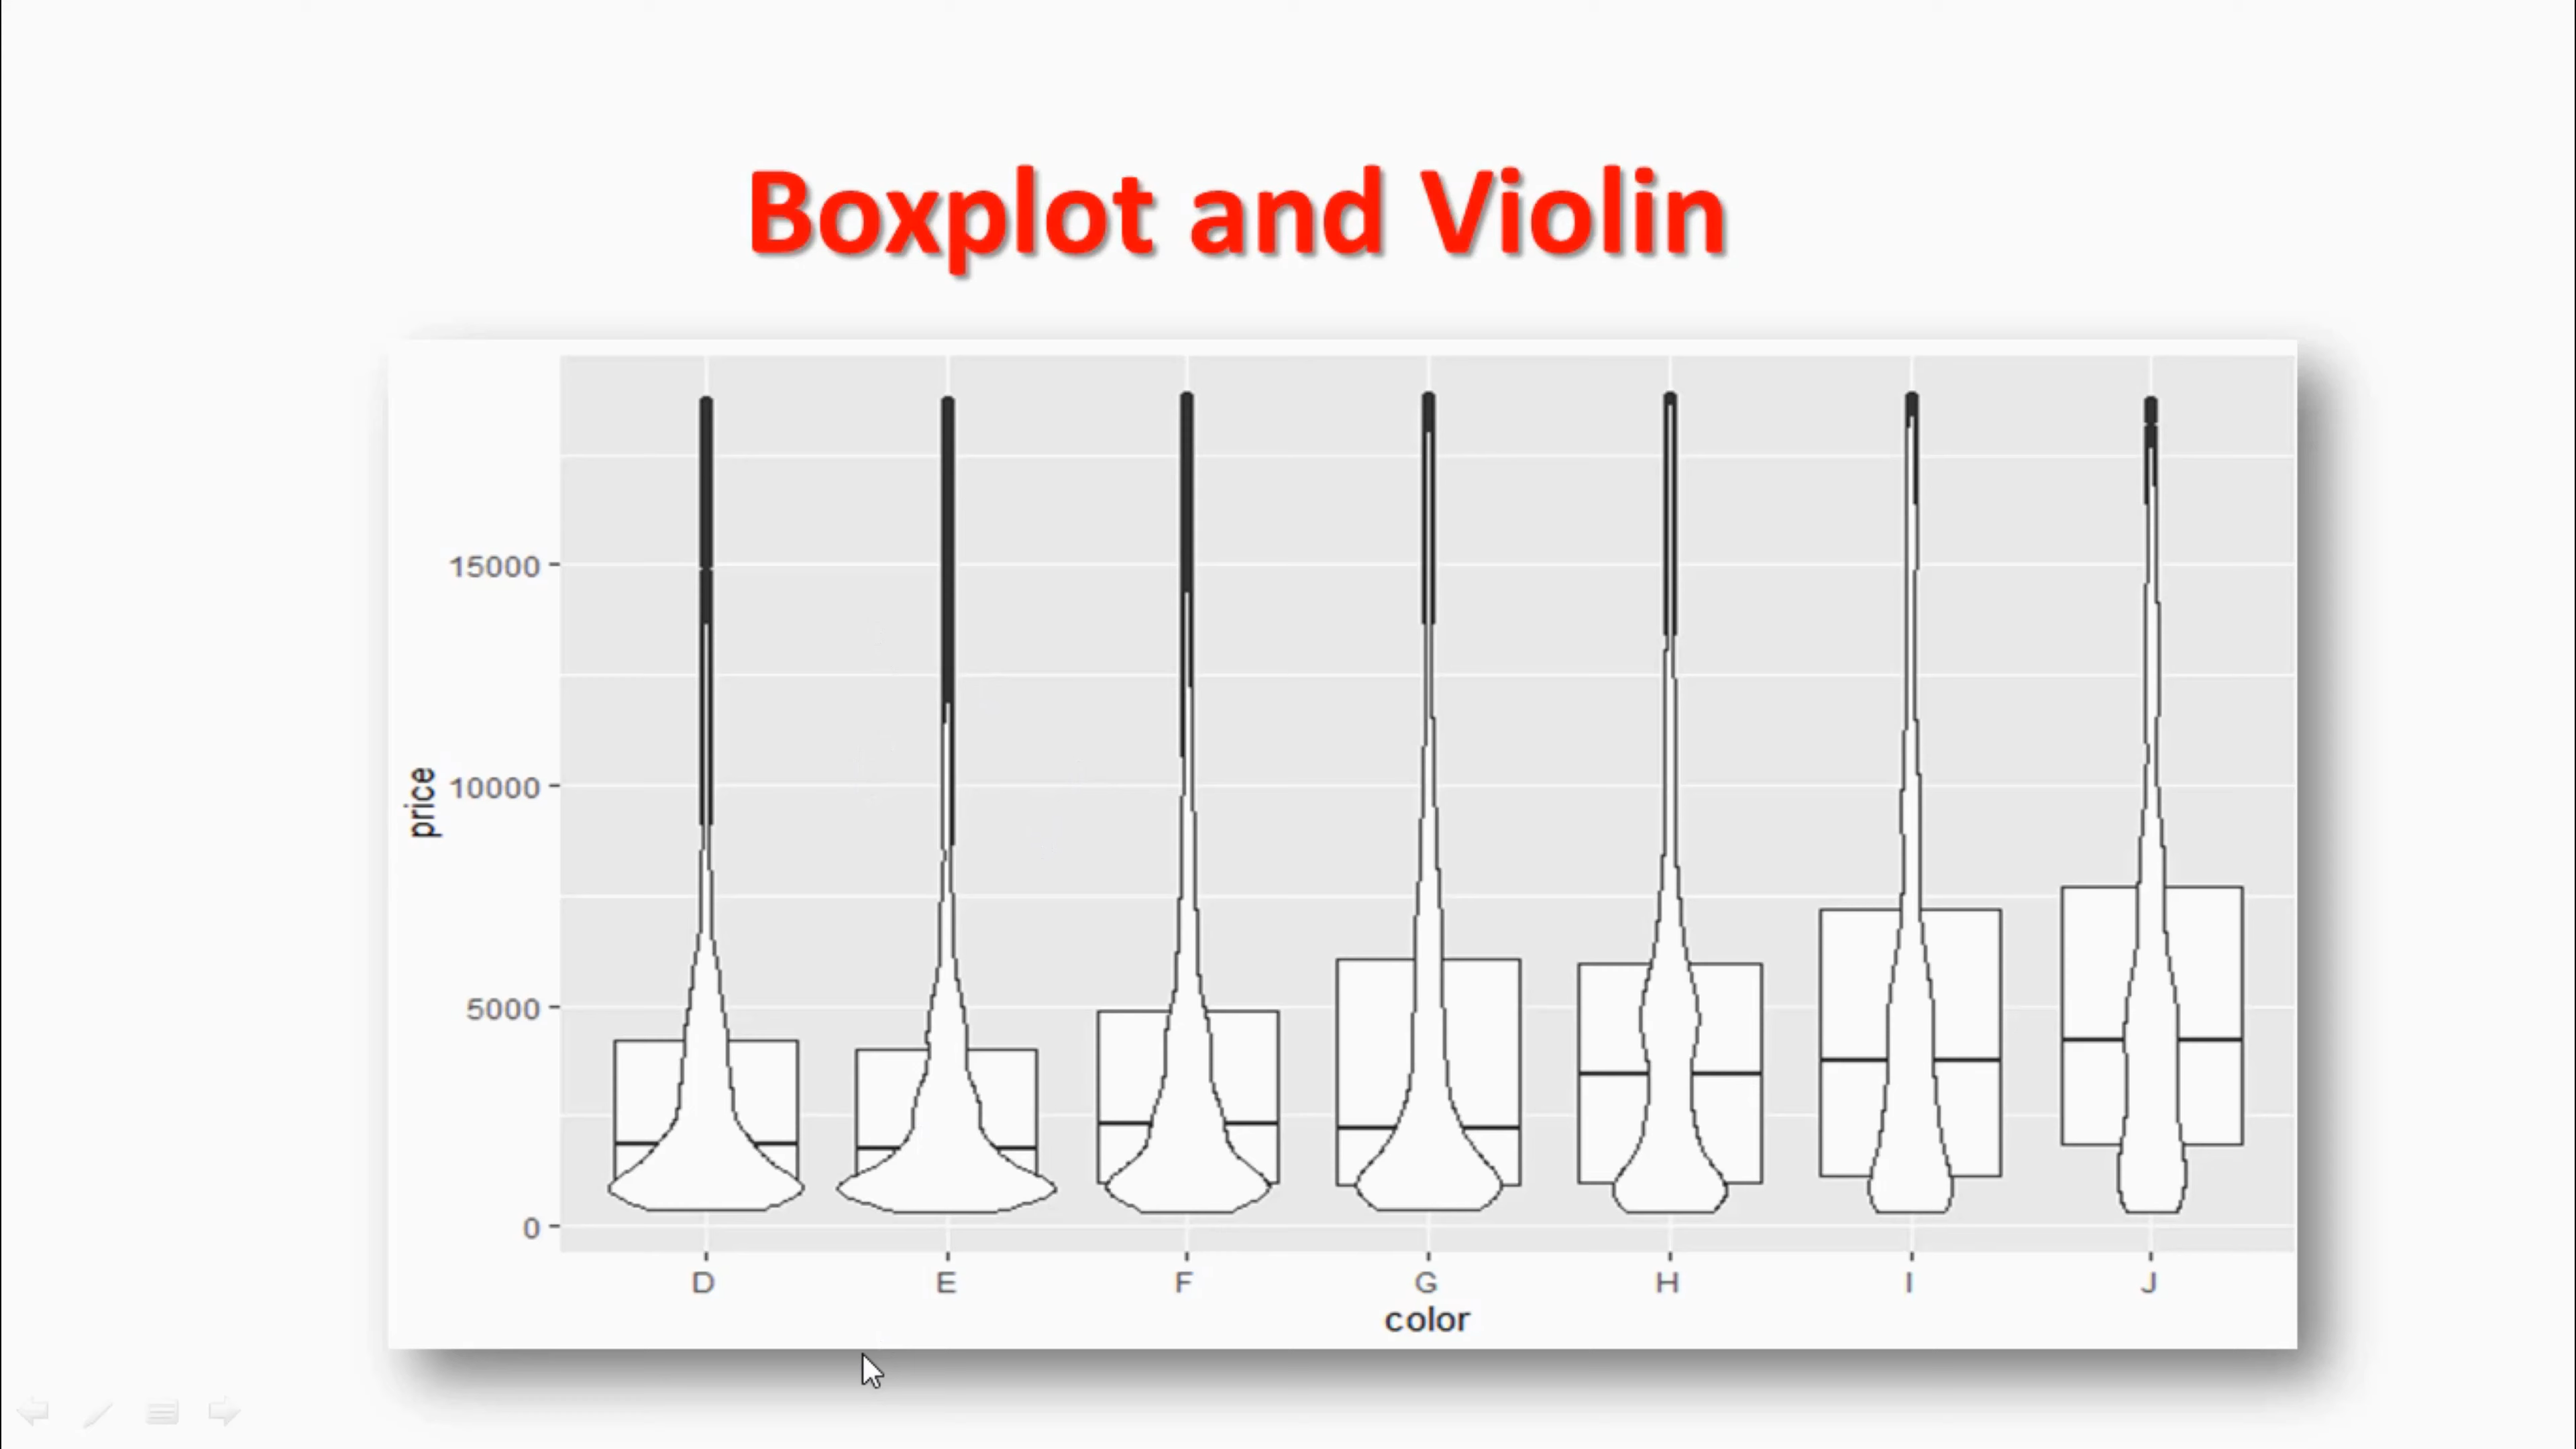 Boxplot and Violin
price
15000
10000
5000
0
D E F G H I J
color